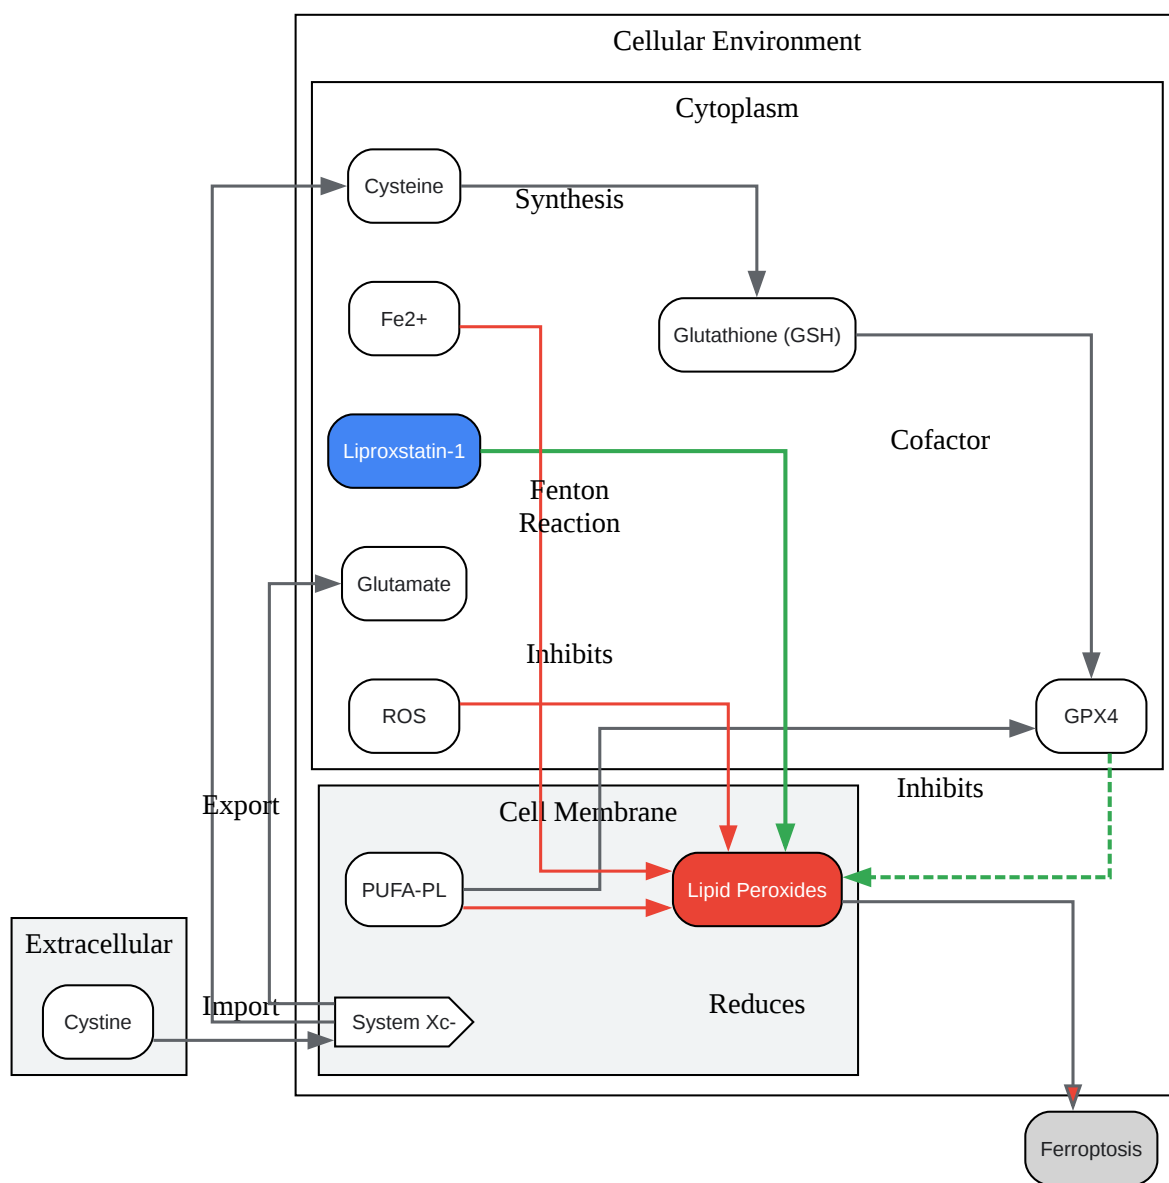 Cellular Environment
Cytoplasm
Cysteine
Synthesis
Fe2+
Glutathione (GSH)
Liproxstatin-1
Cofactor
Fenton
Reaction
Glutamate
Inhibits
ROS
GPX4
Export
Inhibits
Cell Membrane
PUFA-PL
Lipid Peroxides
Extracellular
Import
Reduces
Cystine
System Xc-
Ferroptosis